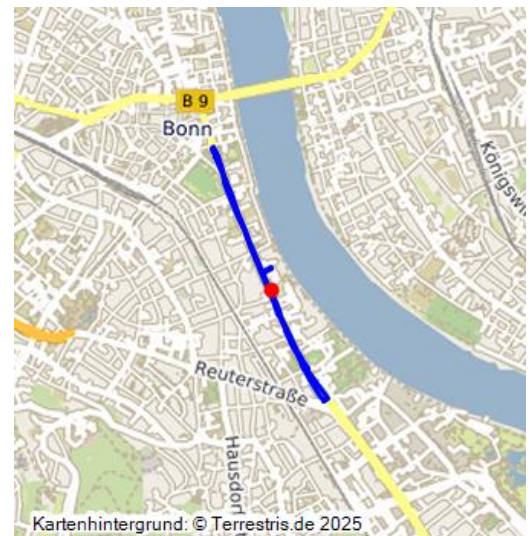 B 9
Bonn
Königswi
Reuterstraße
Hausdorf
Kartenhintergrund: © Terrestris.de 2025